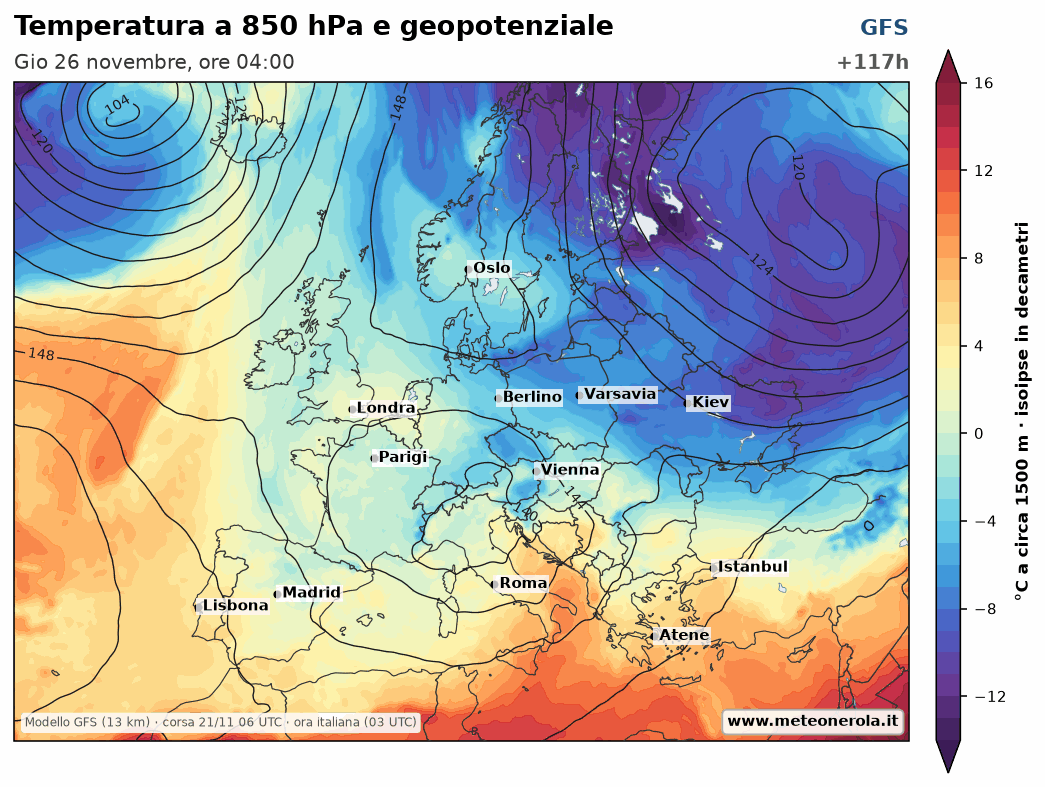 Temperatura a 850 hPa e geopotenziale
GFS
Gio 26 novembre, ore 04:00
+117h
104
124
148
120
120
124
148
144
140
Oslo
Londra
Berlino
Varsavia
Kiev
Parigi
Vienna
Roma
Istanbul
Madrid
Lisbona
Atene
16
12
8
4
0
−4
−8
−12
°C a circa 1500 m · isoipse in decametri
Modello GFS (13 km) · corsa 21/11 06 UTC · ora italiana (03 UTC)
www.meteonerola.it